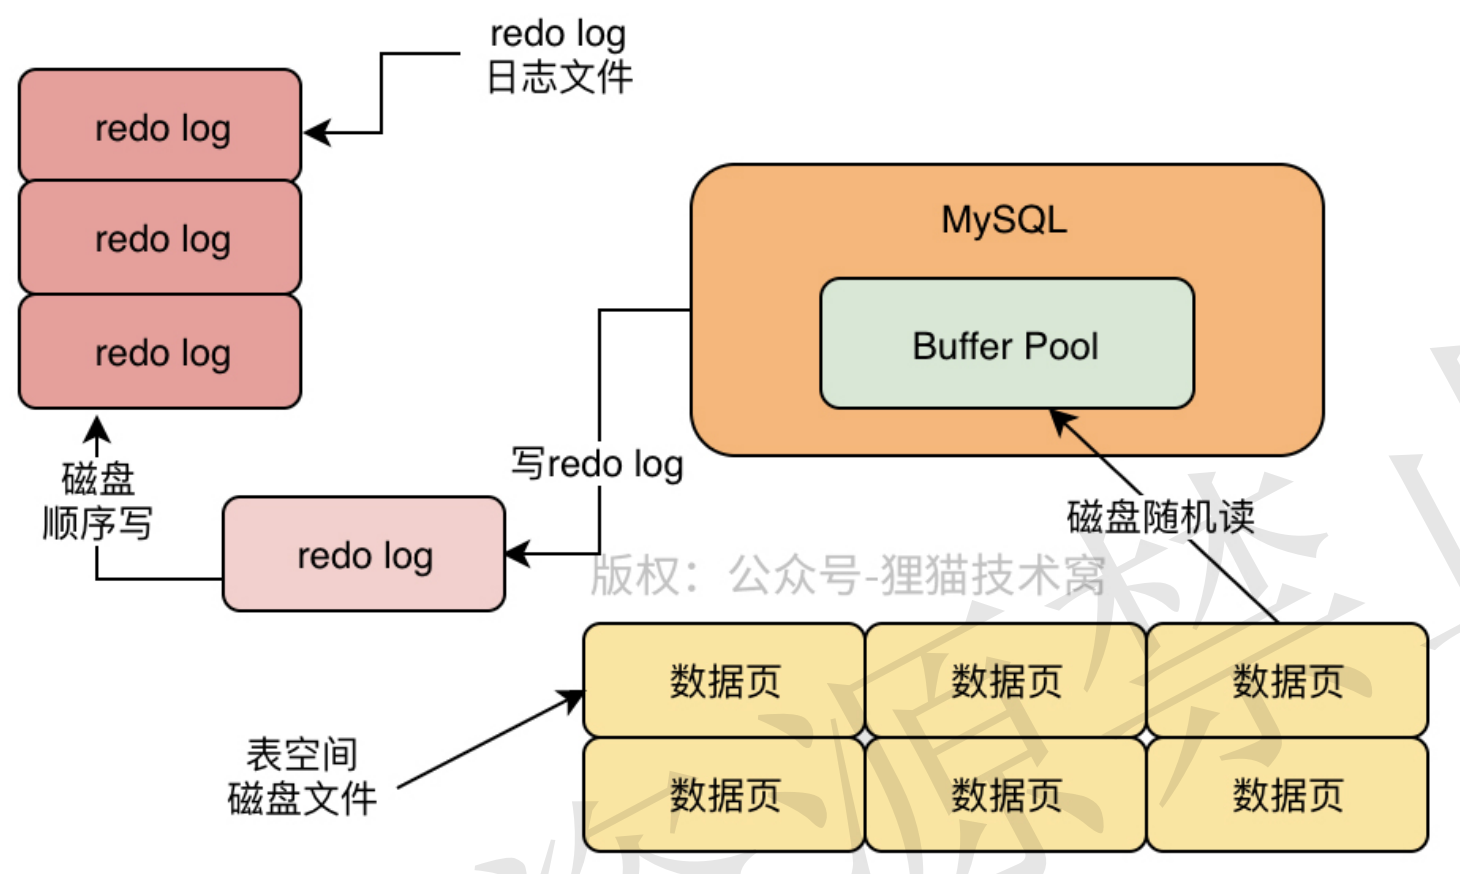 redo log
日志文件
redo log
redo log
redo log
MySQL
Buffer Pool
写redo log
磁盘
顺序写
redo log
磁盘随机读
版权：公众号-狸猫技术窝
数据页
数据页
数据页
表空间
磁盘文件
数据页
数据页
数据页